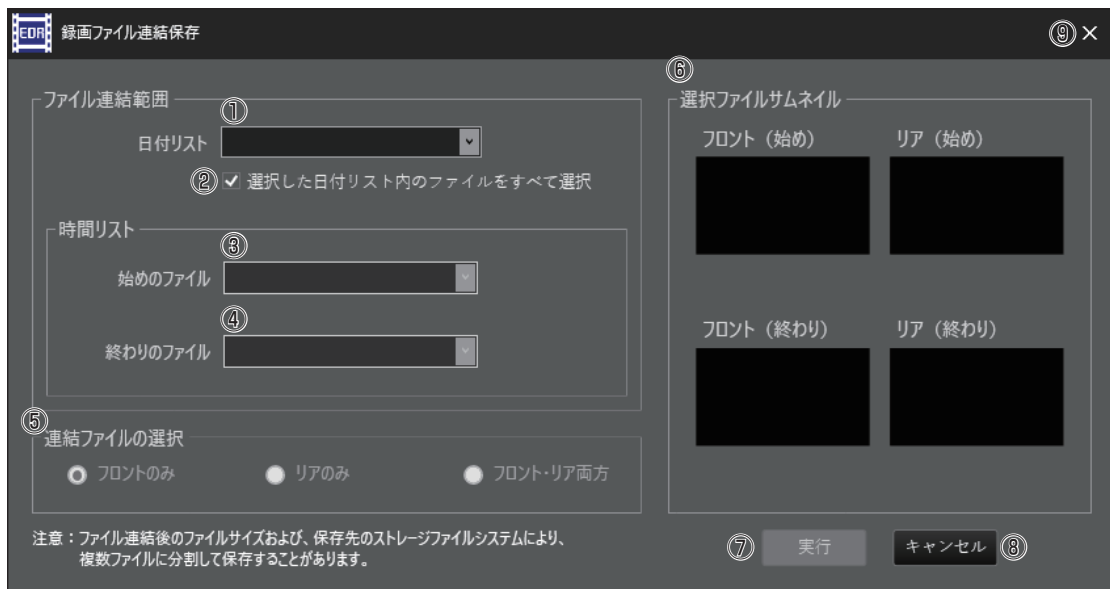 EDR 録画ファイル連結保存 ⑨ ×
ファイル連結範囲
①
日付リスト
② 選択した日付リスト内のファイルをすべて選択
時間リスト
③
始めのファイル
④
終わりのファイル
⑤
連結ファイルの選択
フロントのみ リアのみ フロント・リア両方
注意：ファイル連結後のファイルサイズおよび、保存先のストレージファイルシステムにより、
複数ファイルに分割して保存することがあります。
⑥
選択ファイルサムネイル
フロント（始め） リア（始め）
フロント（終わり） リア（終わり）
⑦ 実行 キャンセル ⑧